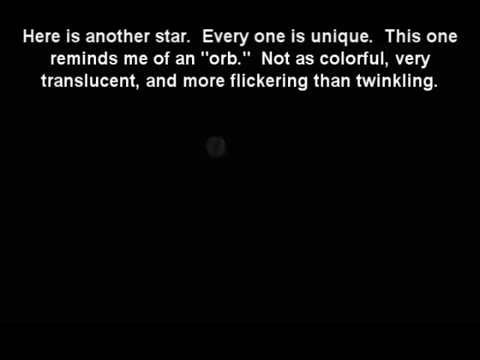 Here is another star.  Every one is unique.  This one
reminds me of an "orb."  Not as colorful, very
translucent, and more flickering than twinkling.